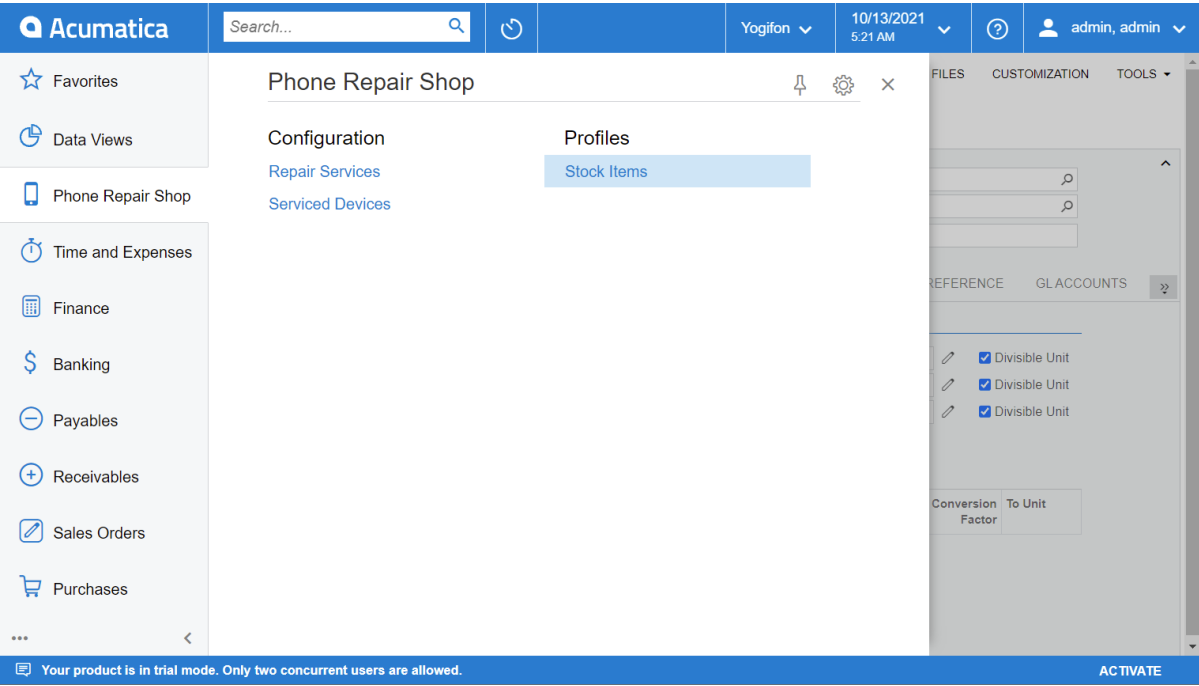 Acumatica
Search...
Yogifon
10/13/2021
5:21 AM
admin, admin
Favorites
Data Views
Phone Repair Shop
Time and Expenses
Finance
Banking
Payables
Receivables
Sales Orders
Purchases
Phone Repair Shop
Configuration
Profiles
Repair Services
Stock Items
Serviced Devices
FILES CUSTOMIZATION TOOLS
GL ACCOUNTS
Divisible Unit
Divisible Unit
Divisible Unit
Conversion Factor
To Unit
Your product is in trial mode. Only two concurrent users are allowed.
ACTIVATE